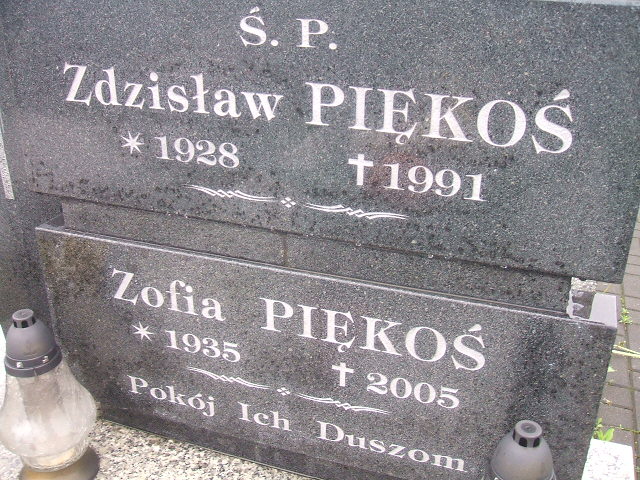 Ś. P.
Zdzisław PIĘKOŚ
* 1928 † 1991
Zofia PIĘKOŚ
* 1935 † 2005
Pokój Ich Duszom